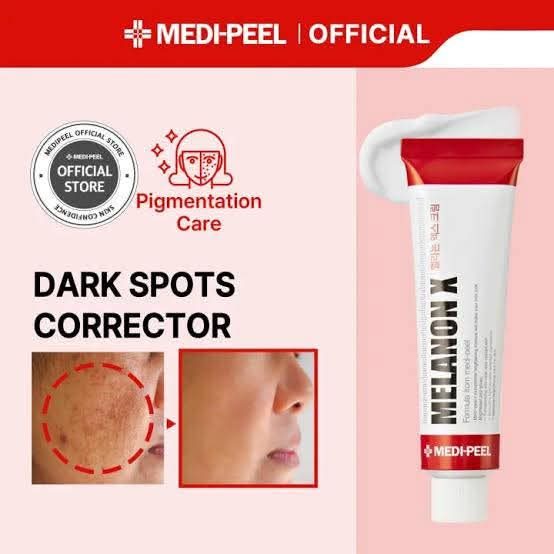 MEDI-PEEL | OFFICIAL
MEDIPEEL OFFICIAL STORE
MEDI-PEEL
OFFICIAL
STORE
SKIN CONFIDENCE
Pigmentation
Care
DARK SPOTS
CORRECTOR
MELANON X
Formula from medi-peel
MEDI-PEEL